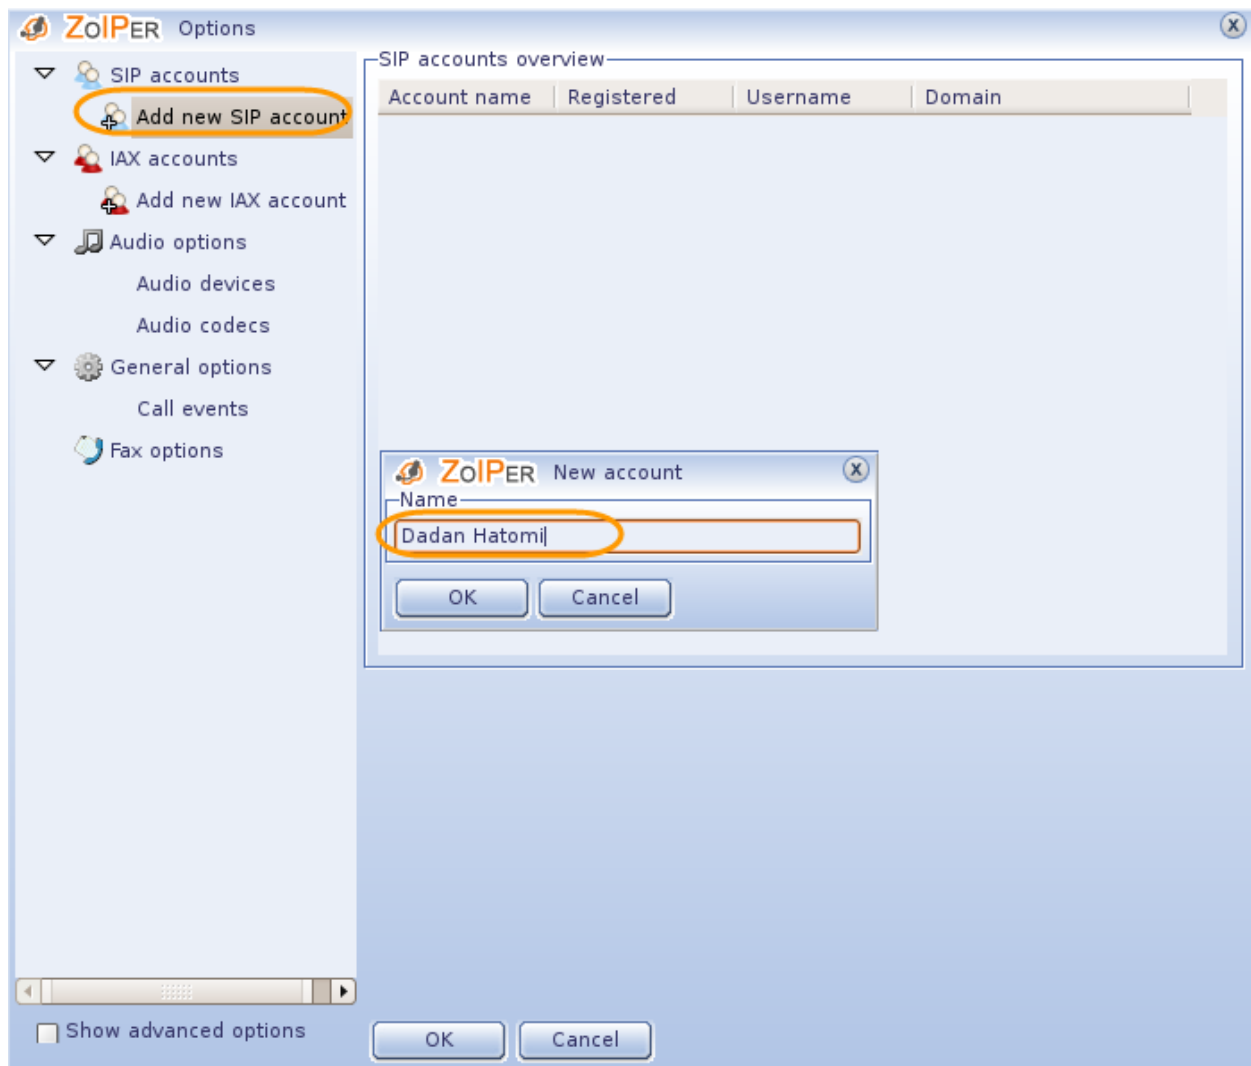 ZoIPER Options
SIP accounts
Add new SIP account
IAX accounts
Add new IAX account
Audio options
Audio devices
Audio codecs
General options
Call events
Fax options
Show advanced options
SIP accounts overview
Account name Registered Username Domain
ZoIPER New account
Name
Dadan Hatomi
OK Cancel
OK Cancel